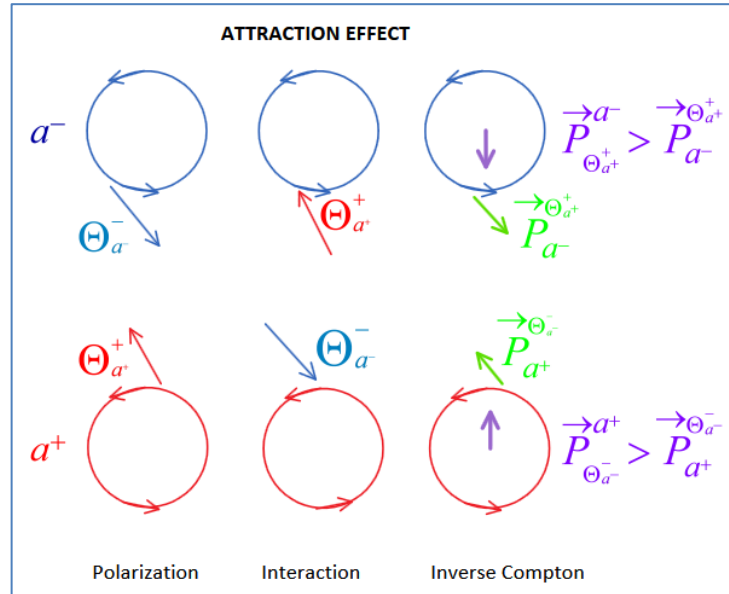 ATTRACTION EFFECT
a⁻
Θ⁻ₐ-
Θ⁺ₐ+
P→ᵃ⁻ Θ⁺ₐ+ > P→Θ⁺ₐ+ a⁻
P→Θ⁺ₐ+ a⁻
Θ⁺ₐ+
Θ⁻ₐ-
P→Θ⁻ₐ- a⁺
a⁺
P→ᵃ⁺ Θ⁻ₐ- > P→Θ⁻ₐ- a⁺
Polarization Interaction Inverse Compton